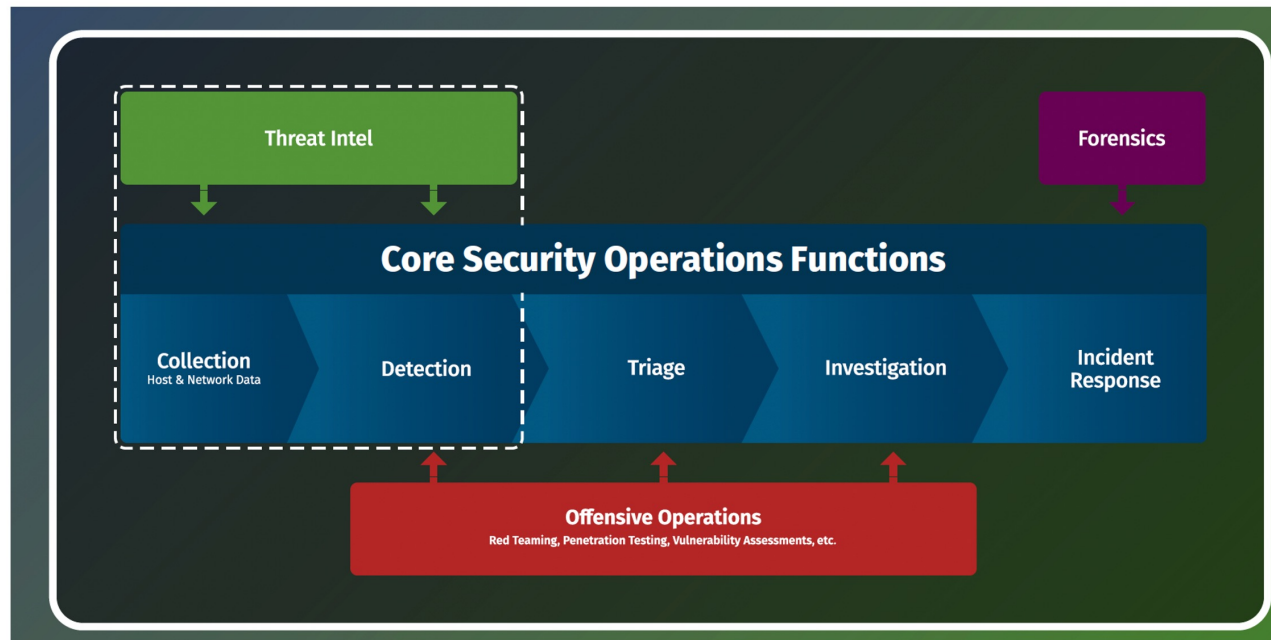 Threat Intel
Forensics
Core Security Operations Functions
Collection
Host & Network Data
Detection
Triage
Investigation
Incident
Response
Offensive Operations
Red Teaming, Penetration Testing, Vulnerability Assessments, etc.